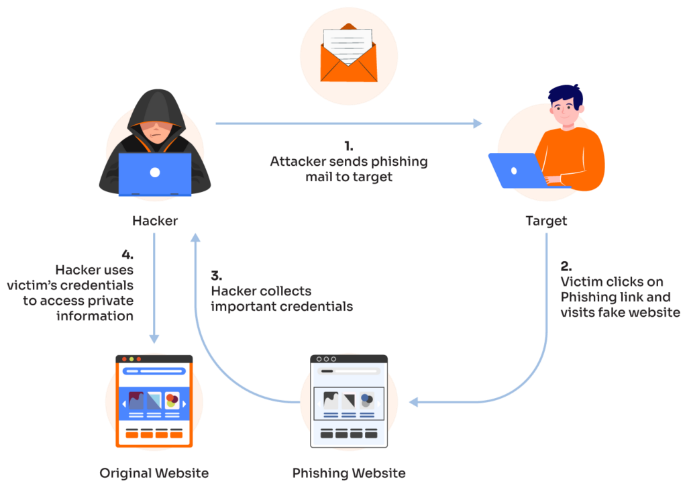 1.
Attacker sends phishing
mail to target
Hacker
Target
2.
Victim clicks on
Phishing link and
visits fake website
3.
Hacker collects
important credentials
4.
Hacker uses
victim's credentials
to access private
information
Original Website
Phishing Website